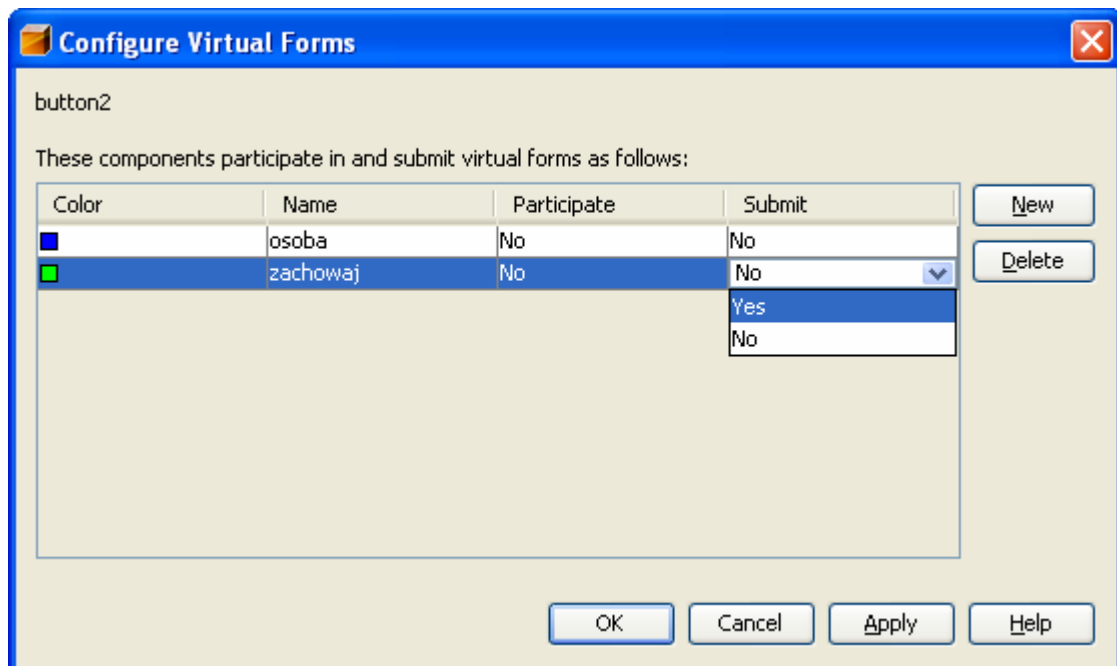 Configure Virtual Forms
button2
These components participate in and submit virtual forms as follows:
Color Name Participate Submit New
osoba No No
zachowaj No No Delete
Yes
No
OK Cancel Apply Help